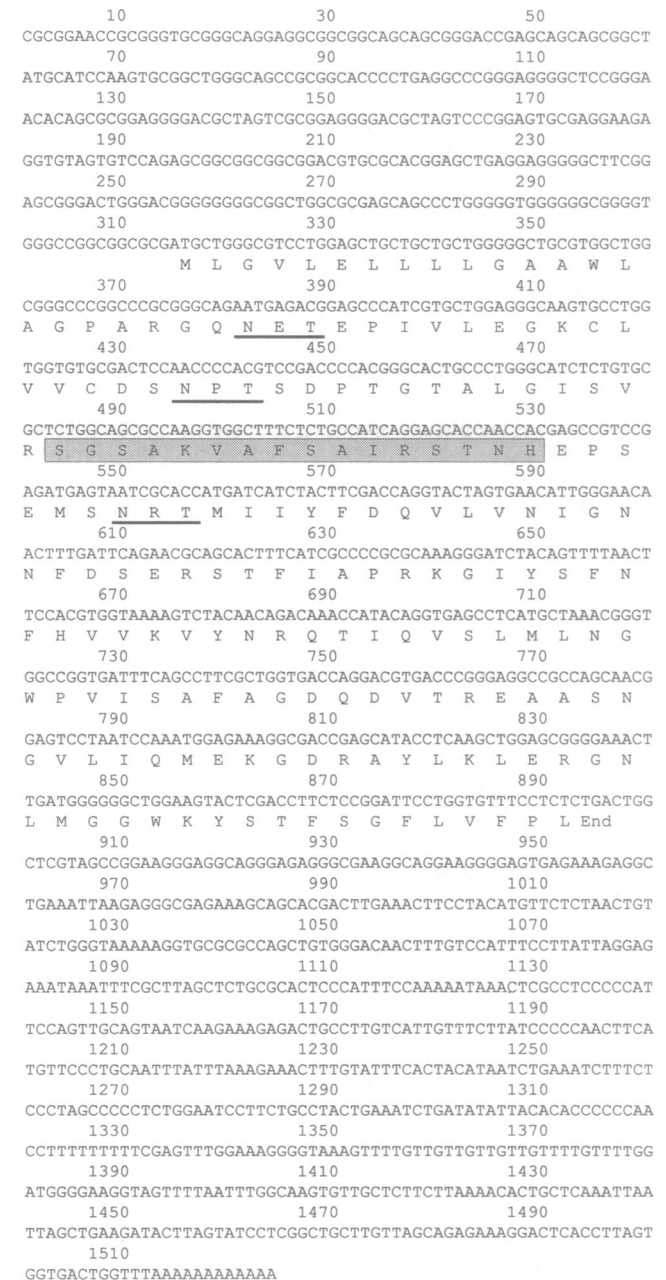 10 30 50
CGCGGAACCGCGGGTGCGGGCAGGAGGCGGCGGCAGCAGCGGGACCGAGCAGCAGCGGCT
70 90 110
ATGCATCCAAGTGCGGCTGGGCAGCCGCGGCACCCCTGAGGCCCGGGAGGGGCTCCGGGA
130 150 170
ACACAGCGCGGAGGGGACGCTAGTCGCGGAGGGGACGCTAGTCCCGGAGTGCGAGGAAGA
190 210 230
GGTGTAGTGTCCAGAGCGGCGGCGGCGGACGTGCGCACGGAGCTGAGGAGGGGGCTTCGG
250 270 290
AGCGGGACTGGGACGGGGGGGGCGGCTGGCGCGAGCAGCCCTGGGGGTGGGGGGCGGGGT
310 330 350
GGGCCGGCGGCGCGATGCTGGGCGTCCTGGAGCTGCTGCTGCTGGGGGCTGCGTGGCTGG
M L G V L E L L L L G A A W L
370 390 410
CGGGCCCGGCCCGCGGGCAGAATGAGACGGAGCCCATCGTGCTGGAGGGCAAGTGCCTGG
A G P A R G Q N E T E P I V L E G K C L
430 450 470
TGGTGTGCGACTCCAACCCCACGTCCGACCCCACGGGCACTGCCCTGGGCATCTCTGTGC
V V C D S N P T S D P T G T A L G I S V
490 510 530
GCTCTGGCAGCGCCAAGGTGGCTTTCTCTGCCATCAGGAGCACCAACCACGAGCCGTCCG
R S G S A K V A F S A I R S T N H E P S
550 570 590
AGATGAGTAATCGCACCATGATCATCTACTTCGACCAGGTACTAGTGAACATTGGGAACA
E M S N R T M I I Y F D Q V L V N I G N
610 630 650
ACTTTGATTCAGAACGCAGCACTTTCATCGCCCCGCGCAAAGGGATCTACAGTTTTAACT
N F D S E R S T F I A P R K G I Y S F N
670 690 710
TCCACGTGGTAAAAGTCTACAACAGACAAACCATACAGGTGAGCCTCATGCTAAACGGGT
F H V V K V Y N R Q T I Q V S L M L N G
730 750 770
GGCCGGTGATTTCAGCCTTCGCTGGTGACCAGGACGTGACCCGGGAGGCCGCCAGCAACG
W P V I S A F A G D Q D V T R E A A S N
790 810 830
GAGTCCTAATCCAAATGGAGAAAGGCGACCGAGCATACCTCAAGCTGGAGCGGGGAAACT
G V L I Q M E K G D R A Y L K L E R G N
850 870 890
TGATGGGGGGCTGGAAGTACTCGACCTTCTCCGGATTCCTGGTGTTTCCTCTCTGACTGG
L M G G W K Y S T F S G F L V F P L End
910 930 950
CTCGTAGCCGGAAGGGAGGCAGGGAGAGGGCGAAGGCAGGAAGGGGAGTGAGAAAGAGGC
970 990 1010
TGAAATTAAGAGGGCGAGAAAGCAGCACGACTTGAAACTTCCTACATGTTCTCTAACTGT
1030 1050 1070
ATCTGGGTAAAAAGGTGCGCGCCAGCTGTGGGACAACTTTGTCCATTTCCTTATTAGGAG
1090 1110 1130
AAATAAATTTCGCTTAGCTCTGCGCACTCCCATTTCCAAAAATAAACTCGCCTCCCCCAT
1150 1170 1190
TCCAGTTGCAGTAATCAAGAAAGAGACTGCCTTGTCATTGTTTCTTATCCCCCAACTTCA
1210 1230 1250
TGTTCCCTGCAATTTATTTAAAGAAACTTTGTATTTCACTACATAATCTGAAATCTTTCT
1270 1290 1310
CCCTAGCCCCCTCTGGAATCCTTCTGCCTACTGAAATCTGATATATTACACACCCCCCAA
1330 1350 1370
CCTTTTTTTTTCGAGTTTGGAAAGGGGTAAAGTTTTGTTGTTGTTGTTGTTTTGTTTTGG
1390 1410 1430
ATGGGGAAGGTAGTTTTAATTTGGCAAGTGTTGCTCTTCTTAAAACACTGCTCAAATTAA
1450 1470 1490
TTAGCTGAAGATACTTAGTATCCTCGGCTGCTTGTTAGCAGAGAAAGGACTCACCTTAGT
1510
GGTGACTGGTTTAAAAAAAAAAAA